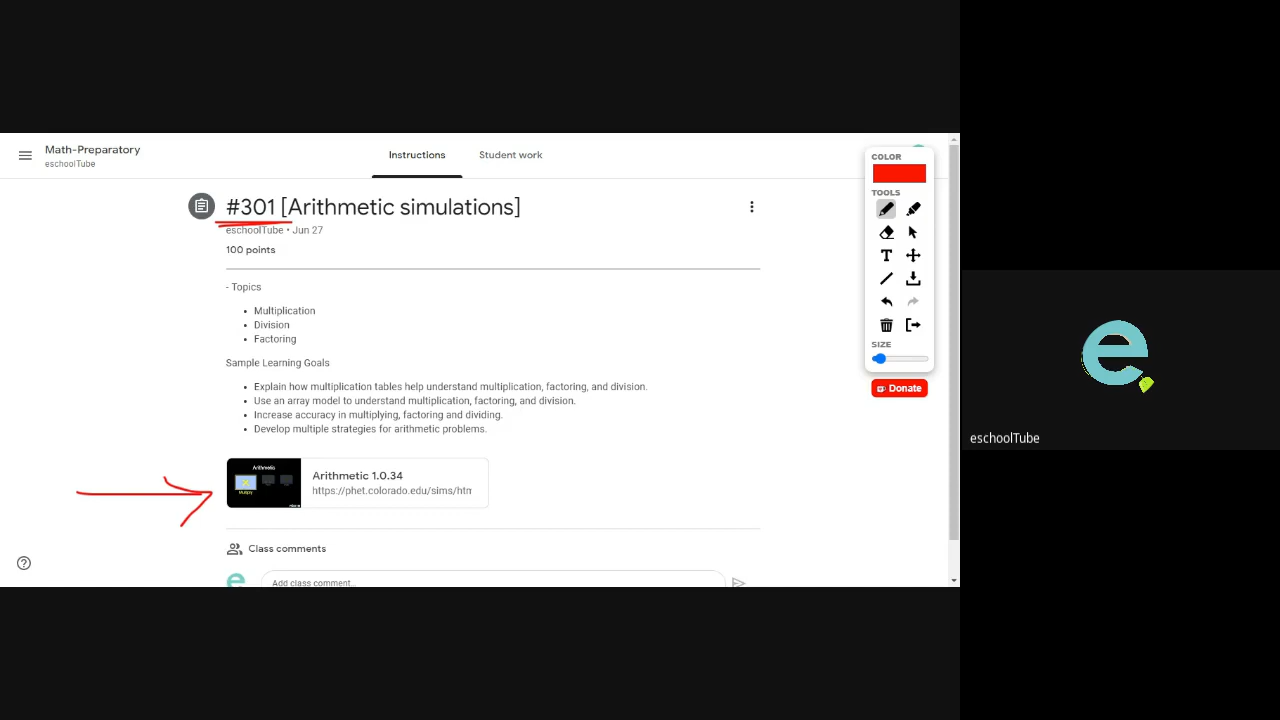 Math-Preparatory
eschoolTube
Instructions
Student work
#301 [Arithmetic simulations]
eschoolTube • Jun 27
100 points
- Topics
• Multiplication
• Division
• Factoring
Sample Learning Goals
• Explain how multiplication tables help understand multiplication, factoring, and division.
• Use an array model to understand multiplication, factoring, and division.
• Increase accuracy in multiplying, factoring and dividing.
• Develop multiple strategies for arithmetic problems.
Arithmetic
Multiply
Arithmetic 1.0.34
https://phet.colorado.edu/sims/htm
Class comments
Add class comment..
COLOR
TOOLS
SIZE
Donate
eschoolTube